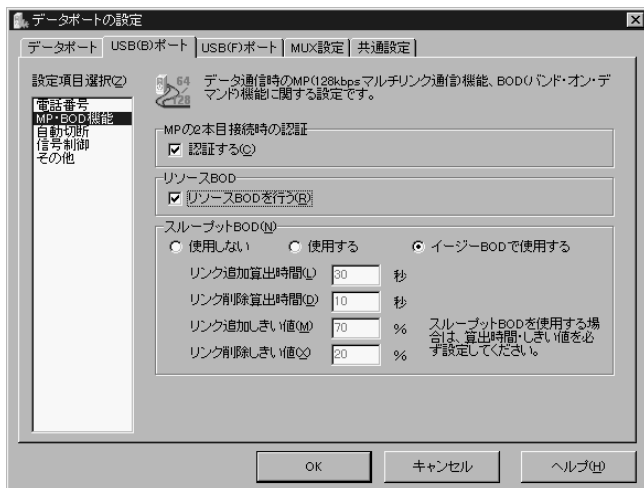 データポートの設定
データポート
USB(B)ポート
USB(F)ポート
MUX設定
共通設定
設定項目選択(Z)
電話番号
MP・BOD機能
自動切断
信号制御
その他
64
128
データ通信時のMP(128kbpsマルチリンク通信)機能、BOD(バンド・オン・デ
マンド)機能に関する設定です。
MPの2本目接続時の認証
認証する(C)
リソースBOD
リソースBODを行う(R)
スループットBOD(N)
使用しない
使用する
イージーBODで使用する
リンク追加算出時間(L) 30 秒
リンク削除算出時間(D) 10 秒
リンク追加しきい値(M) 70 %
リンク削除しきい値(X) 20 %
スループットBODを使用する場
合は、算出時間・しきい値を必
ず設定してください。
OK
キャンセル
ヘルプ(H)